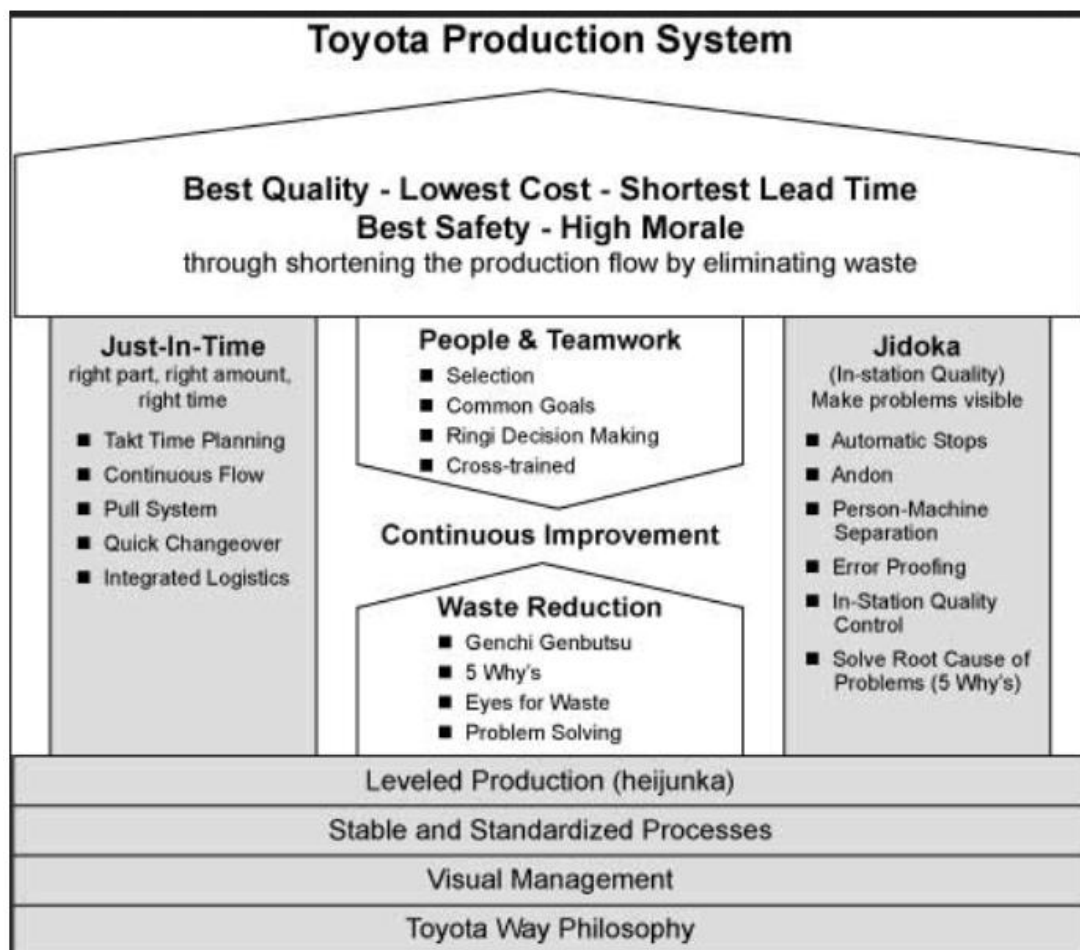 Toyota Production System
Best Quality - Lowest Cost - Shortest Lead Time
Best Safety - High Morale
through shortening the production flow by eliminating waste
Just-In-Time
right part, right amount,
right time
■ Takt Time Planning
■ Continuous Flow
■ Pull System
■ Quick Changeover
■ Integrated Logistics
People & Teamwork
■ Selection
■ Common Goals
■ Ringi Decision Making
■ Cross-trained
Continuous Improvement
Waste Reduction
■ Genchi Genbutsu
■ 5 Why's
■ Eyes for Waste
■ Problem Solving
Jidoka
(In-station Quality)
Make problems visible
■ Automatic Stops
■ Andon
■ Person-Machine
Separation
■ Error Proofing
■ In-Station Quality
Control
■ Solve Root Cause of
Problems (5 Why's)
Leveled Production (heijunka)
Stable and Standardized Processes
Visual Management
Toyota Way Philosophy